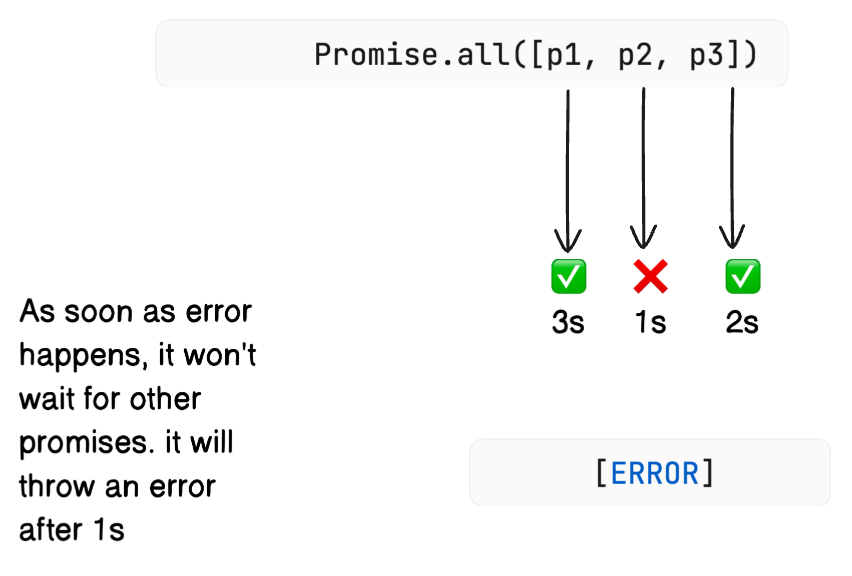 Promise.all([p1, p2, p3])
3s 1s 2s
As soon as error
happens, it won't
wait for other
promises. it will
throw an error
after 1s
[ERROR]